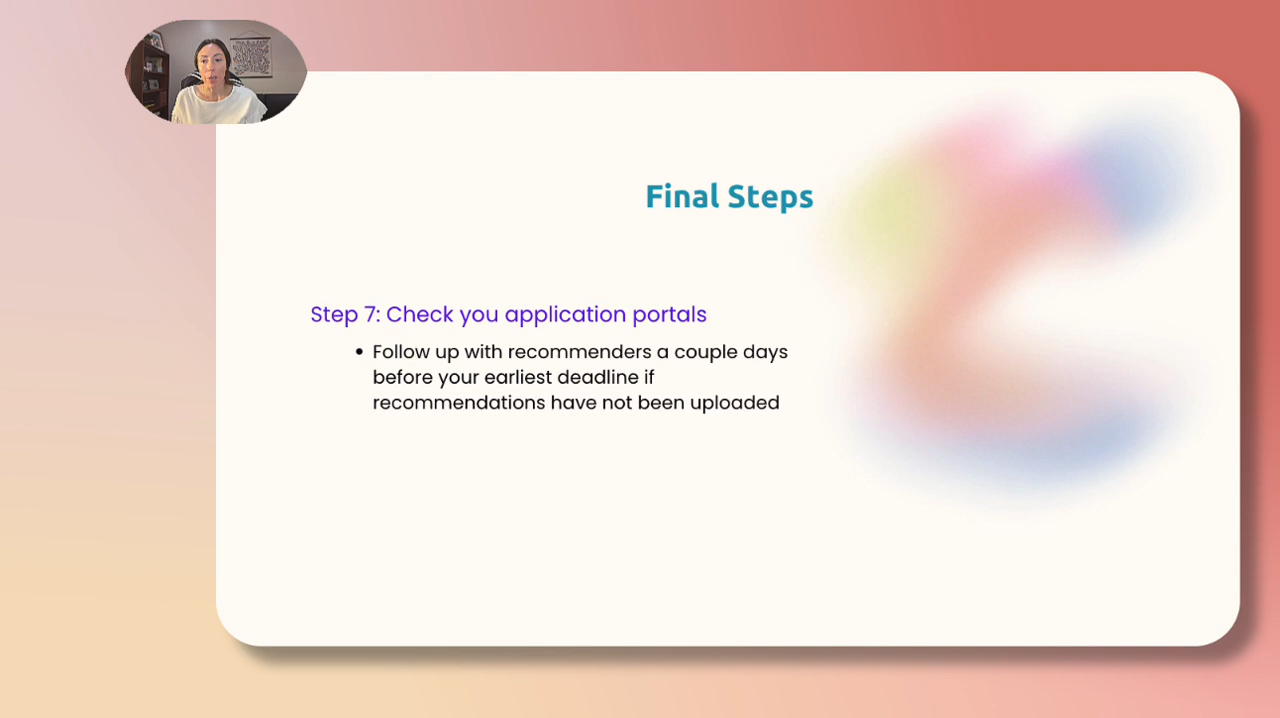 Final Steps
Step 7: Check you application portals
• Follow up with recommenders a couple days
before your earliest deadline if
recommendations have not been uploaded